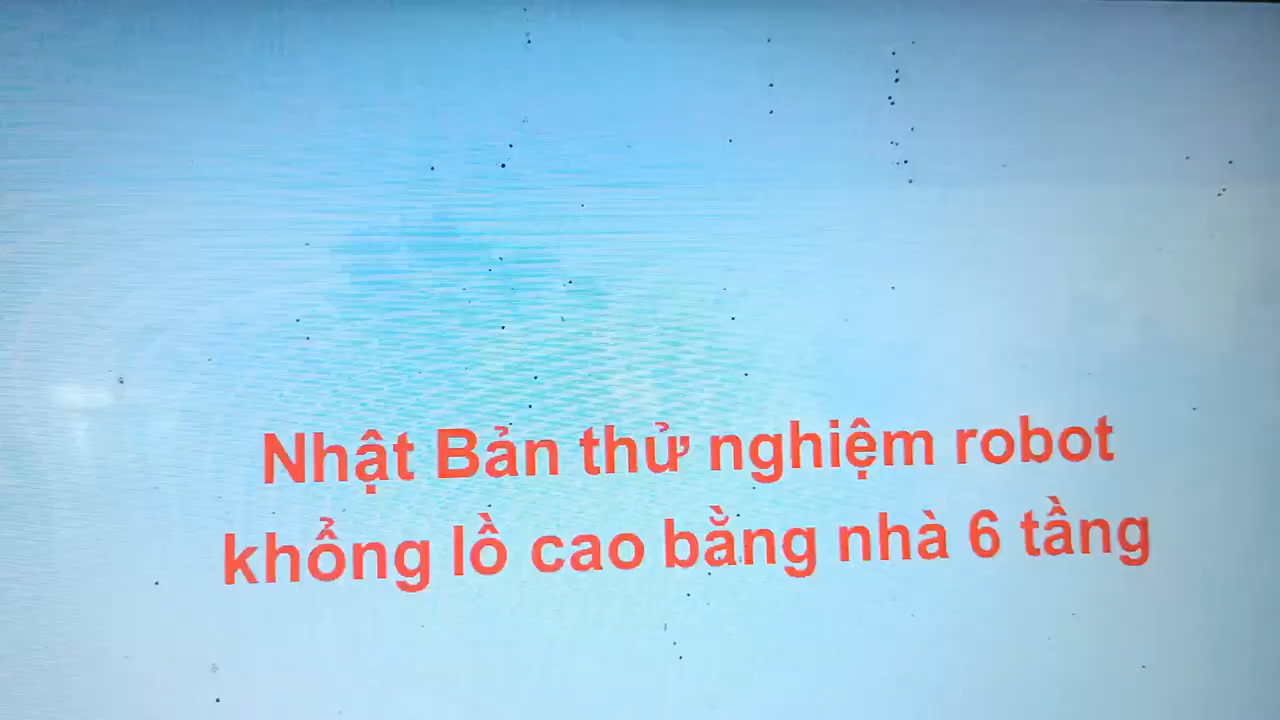 Nhật Bản thử nghiệm robot
khổng lồ cao bằng nhà 6 tầng